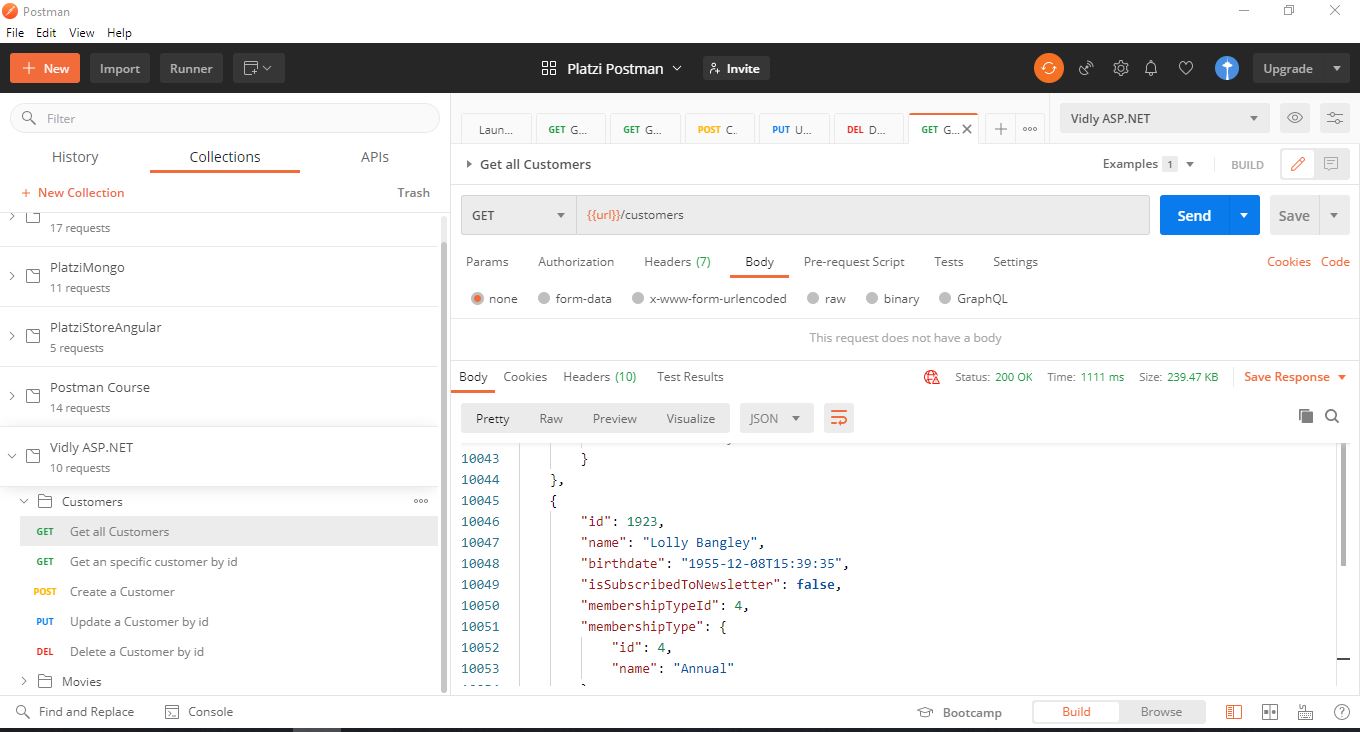 Postman
File Edit View Help
+ New Import Runner Platzi Postman Invite Upgrade
Filter
History Collections APIs
+ New Collection Trash
17 requests
PlatziMongo
11 requests
PlatziStoreAngular
5 requests
Postman Course
14 requests
Vidly ASP.NET
10 requests
Customers
GET Get all Customers
GET Get an specific customer by id
POST Create a Customer
PUT Update a Customer by id
DEL Delete a Customer by id
Movies
Laun... GET G... GET G... POST C.. PUT U... DEL D... GET G... Vidly ASP.NET
Get all Customers Examples 1 BUILD
GET {{url}}/customers Send Save
Params Authorization Headers (7) Body Pre-request Script Tests Settings Cookies Code
none form-data x-www-form-urlencoded raw binary GraphQL
This request does not have a body
Body Cookies Headers (10) Test Results Status: 200 OK Time: 1111 ms Size: 239.47 KB Save Response
Pretty Raw Preview Visualize JSON
10043 }
10044 },
10045 {
10046 "id": 1923,
10047 "name": "Lolly Bangley",
10048 "birthdate": "1955-12-08T15:39:35",
10049 "isSubscribedToNewsletter": false,
10050 "membershipTypeId": 4,
10051 "membershipType": {
10052 "id": 4,
10053 "name": "Annual"
Find and Replace Console Bootcamp Build Browse